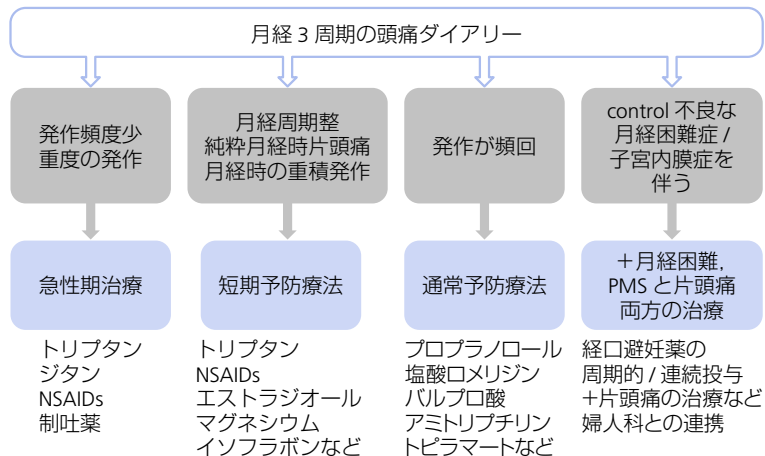 月経 3 周期の頭痛ダイアリー
発作頻度少
重度の発作
月経周期整
純粋月経時片頭痛
月経時の重積発作
発作が頻回
control 不良な
月経困難症 /
子宮内膜症を
伴う
急性期治療
短期予防療法
通常予防療法
＋月経困難,
PMS と片頭痛
両方の治療
トリプタン
ジタン
NSAIDs
制吐薬
トリプタン
NSAIDs
エストラジオール
マグネシウム
イソフラボンなど
プロプラノロール
塩酸ロメリジン
バルプロ酸
アミトリプチリン
トピラマートなど
経口避妊薬の
周期的 / 連続投与
+片頭痛の治療など
婦人科との連携